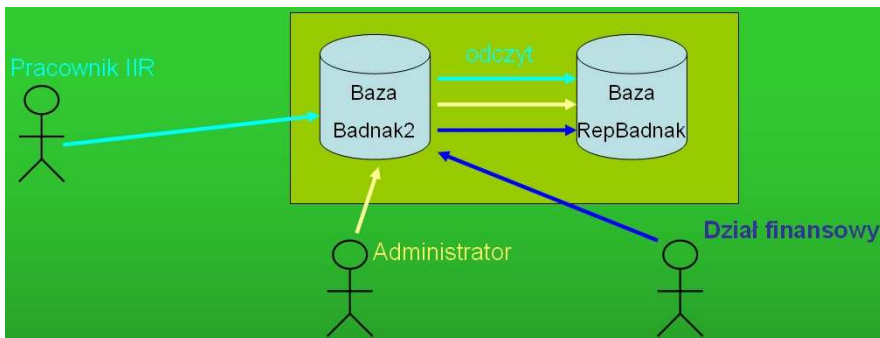 Pracownik IIR
odczyt
Baza
Badnak2
Baza
RepBadnak
Administrator
Dział finansowy